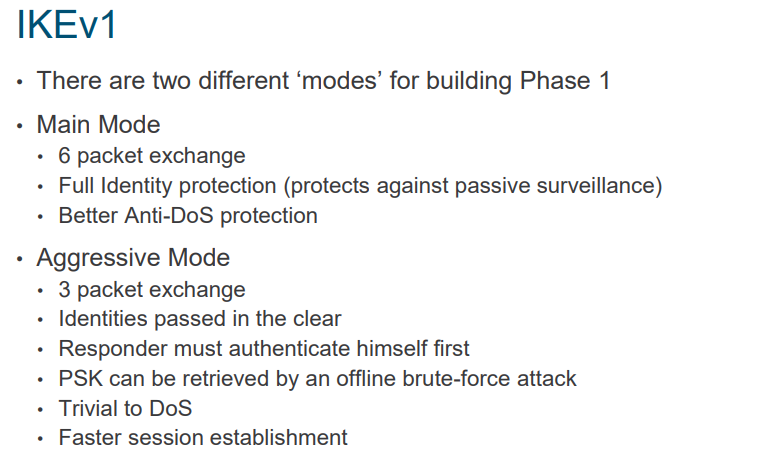 IKEv1
• There are two different ‘modes’ for building Phase 1
• Main Mode
• 6 packet exchange
• Full Identity protection (protects against passive surveillance)
• Better Anti-DoS protection
• Aggressive Mode
• 3 packet exchange
• Identities passed in the clear
• Responder must authenticate himself first
• PSK can be retrieved by an offline brute-force attack
• Trivial to DoS
• Faster session establishment